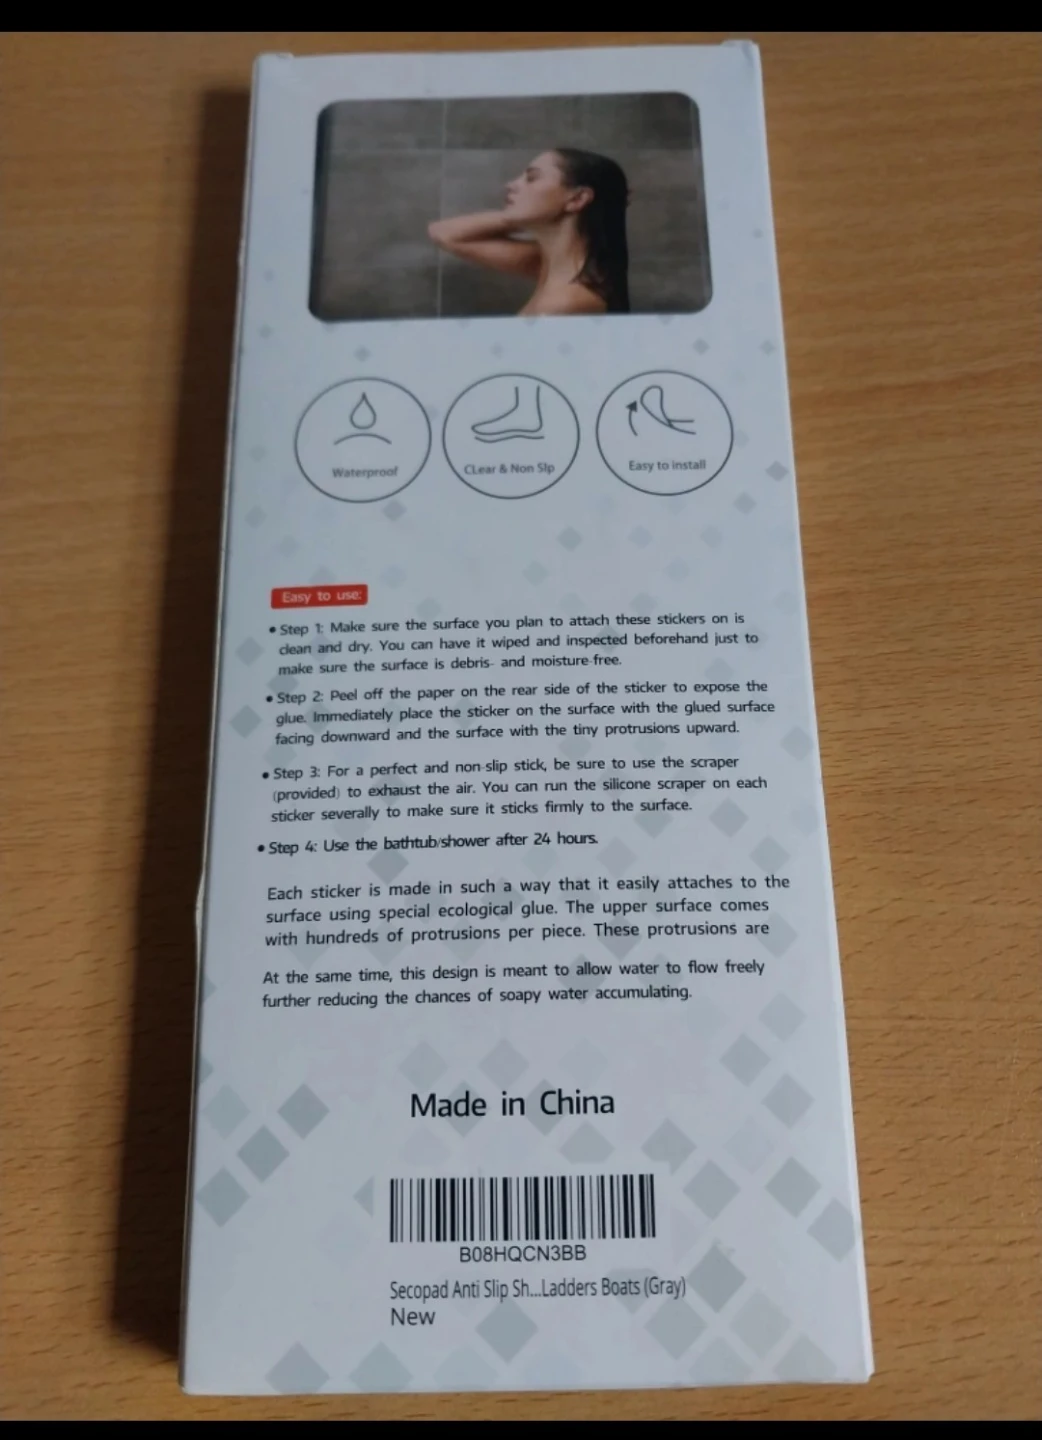 Waterproof
CLear & Non Slp
Easy to install
Easy to use:
• Step 1: Make sure the surface you plan to attach these stickers on is
clean and dry. You can have it wiped and inspected beforehand just to
make sure the surface is debris- and moisture-free.
• Step 2: Peel off the paper on the rear side of the sticker to expose the
glue. Immediately place the sticker on the surface with the glued surface
facing downward and the surface with the tiny protrusions upward.
• Step 3: For a perfect and non-slip stick, be sure to use the scraper
(provided) to exhaust the air. You can run the silicone scraper on each
sticker severally to make sure it sticks firmly to the surface.
• Step 4: Use the bathtub/shower after 24 hours.
Each sticker is made in such a way that it easily attaches to the
surface using special ecological glue. The upper surface comes
with hundreds of protrusions per piece. These protrusions are
At the same time, this design is meant to allow water to flow freely
further reducing the chances of soapy water accumulating.
Made in China
B08HQCN3BB
Secopad Anti Slip Sh...Ladders Boats (Gray)
New